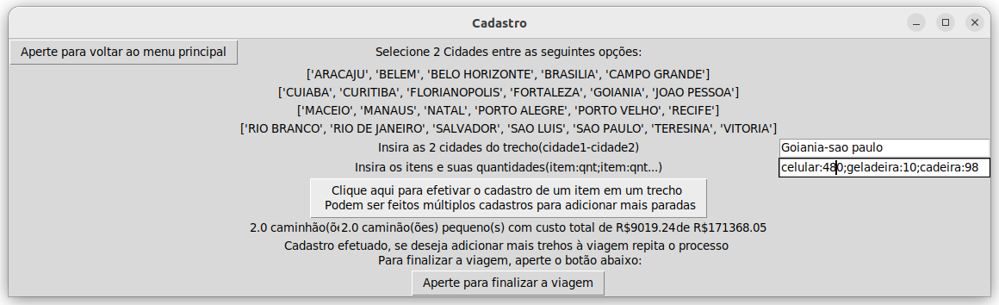 Cadastro
Aperte para voltar ao menu principal
Selecione 2 Cidades entre as seguintes opções:
['ARACAJU', 'BELEM', 'BELO HORIZONTE', 'BRASILIA', 'CAMPO GRANDE']
['CUIABA', 'CURITIBA', 'FLORIANOPOLIS', 'FORTALEZA', 'GOIANIA', 'JOAO PESSOA']
['MACEIO', 'MANAUS', 'NATAL', 'PORTO ALEGRE', 'PORTO VELHO', 'RECIFE']
['RIO BRANCO', 'RIO DE JANEIRO', 'SALVADOR', 'SAO LUIS', 'SAO PAULO', 'TERESINA', 'VITORIA']
Insira as 2 cidades do trecho(cidade1-cidade2) Goiania-sao paulo
Insira os itens e suas quantidades(item:qnt;item:qnt...) celular:480;geladeira:10;cadeira:98
Clique aqui para efetivar o cadastro de um item em um trecho
Podem ser feitos múltiplos cadastros para adicionar mais paradas
2.0 caminhão(õe 2.0 caminão(ões) pequeno(s) com custo total de R$9019.24 de R$171368.05
Cadastro efetuado, se deseja adicionar mais trehos à viagem repita o processo
Para finalizar a viagem, aperte o botão abaixo:
Aperte para finalizar a viagem